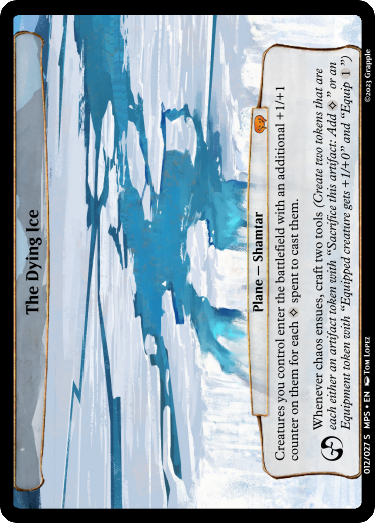 The Dying Ice
Plane — Shamtar
Creatures you control enter the battlefield with an additional +1/+1
counter on them for each spent to cast them.
Whenever chaos ensues, craft two tools (Create two tokens that are
each either an artifact token with “Sacrifice this artifact: Add ” or an
Equipment token with “Equipped creature gets +1/+0” and “Equip 1”)
012/027 S MPS • EN Tom Lopez
©2023 Grapple